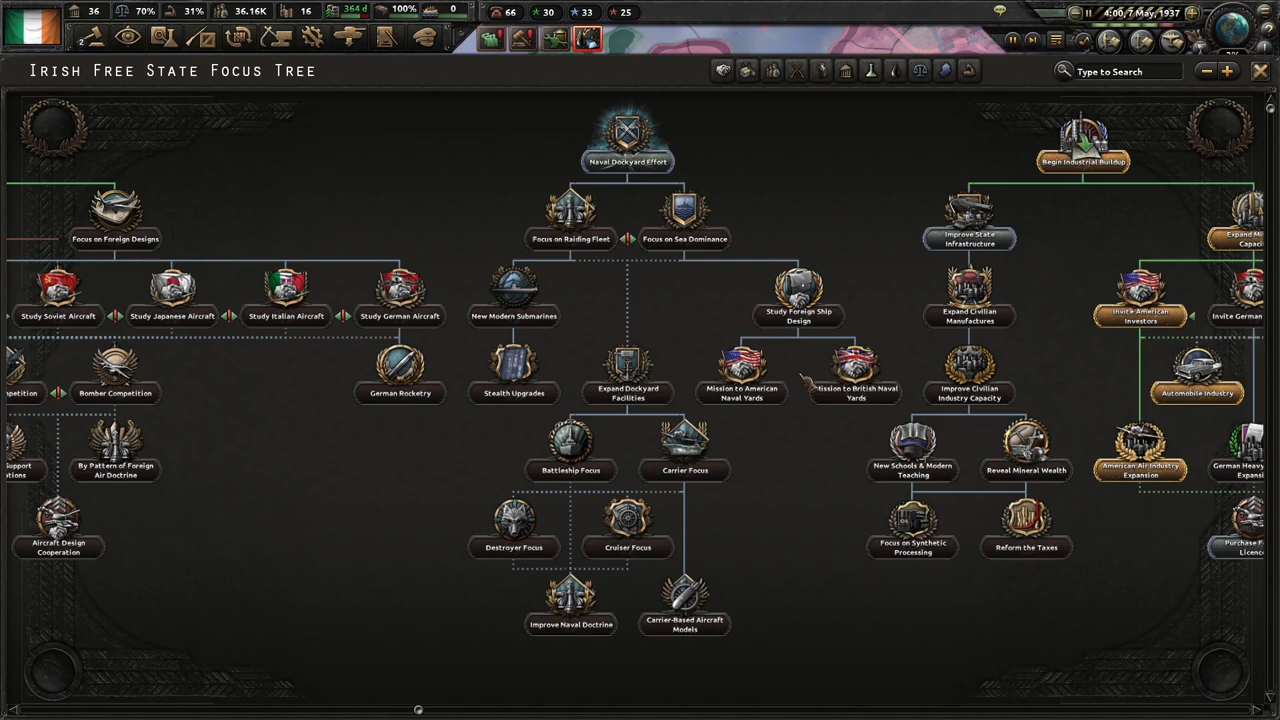 36 70% 31% 36.16K 16 364 d 100% 0 66 30 33 25 4:00, 7 May, 1937
2
Irish Free State Focus Tree
Type to Search
Naval Dockyard Effort
Begin Industrial Buildup
Focus on Foreign Designs
Focus on Raiding Fleet
Focus on Sea Dominance
Improve State
Infrastructure
Expand
Study Soviet Aircraft
Study Japanese Aircraft
Study Italian Aircraft
Study German Aircraft
New Modern Submarines
Study Foreign Ship
Design
Expand Civilian
Manufactures
Invite American
Investors
Invite German
Bomber Competition
German Rocketry
Stealth Upgrades
Expand Dockyard
Facilities
Mission to American
Naval Yards
Mission to British Naval
Yards
Improve Civilian
Industry Capacity
Automobile Industry
Support
By Pattern of Foreign
Air Doctrine
Battleship Focus
Carrier Focus
New Schools & Modern
Teaching
Reveal Mineral Wealth
American Air Industry
Expansion
German Heavy
Aircraft Design
Cooperation
Destroyer Focus
Cruiser Focus
OIL
Focus on Synthetic
Processing
Reform the Taxes
Purchase
Licenc
Improve Naval Doctrine
Carrier-Based Aircraft
Models